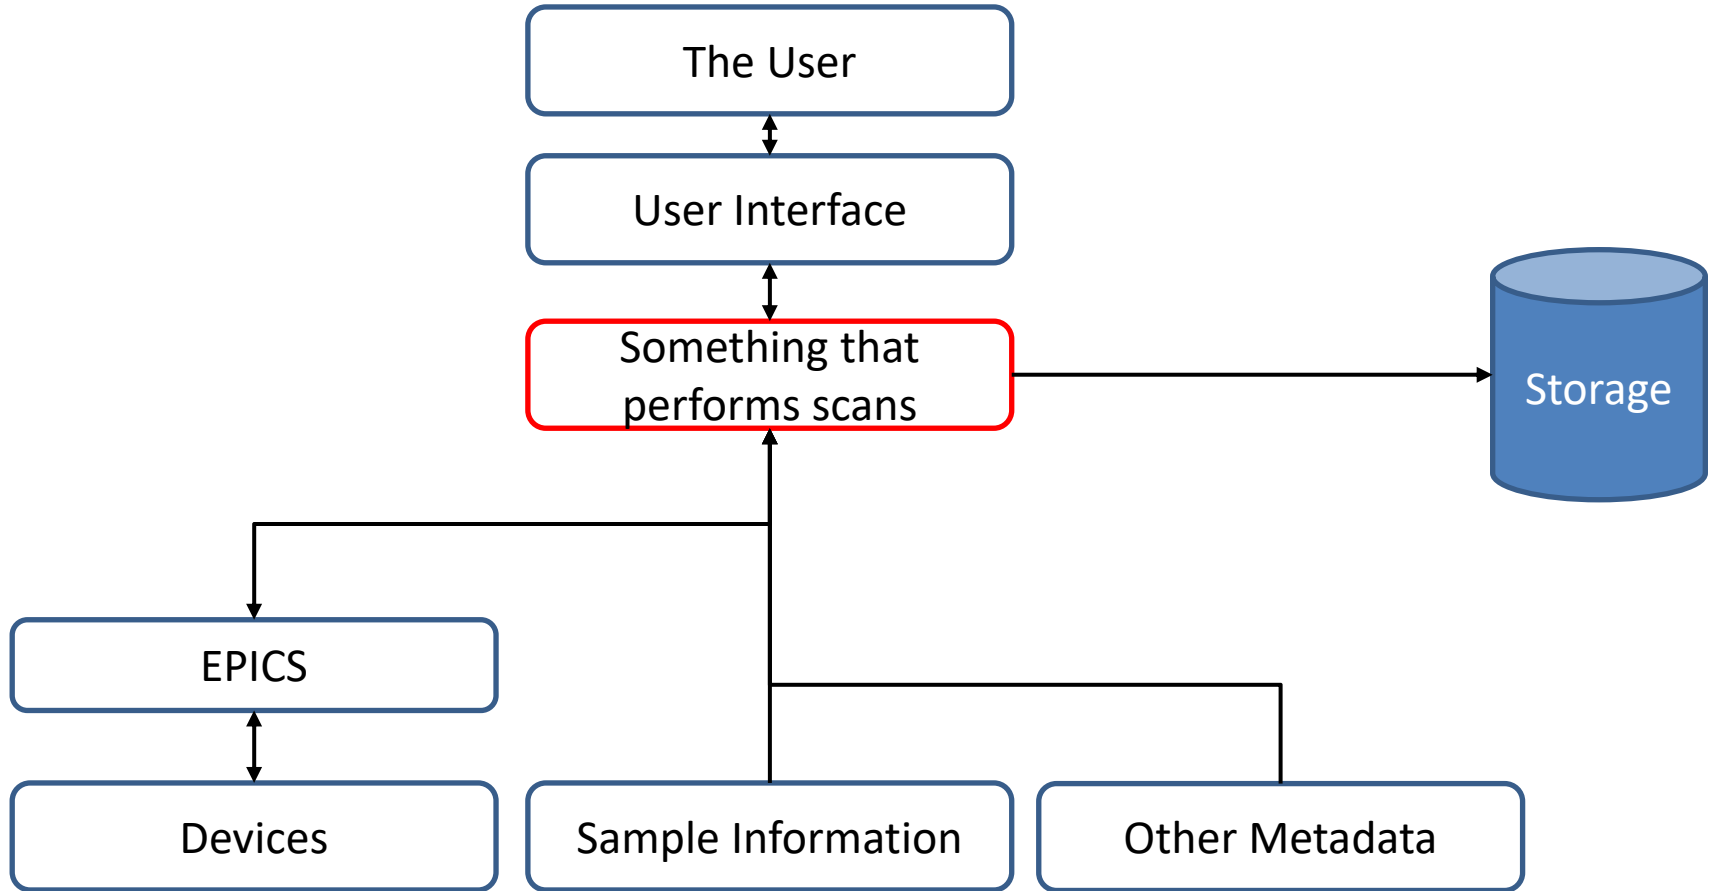 The User
User Interface
Something that
performs scans
Storage
EPICS
Devices
Sample Information
Other Metadata